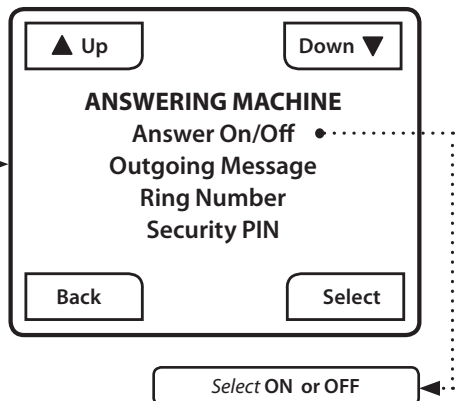 ▲ Up
Down ▼
ANSWERING MACHINE
Answer On/Off
Outgoing Message
Ring Number
Security PIN
Back
Select
Select ON or OFF